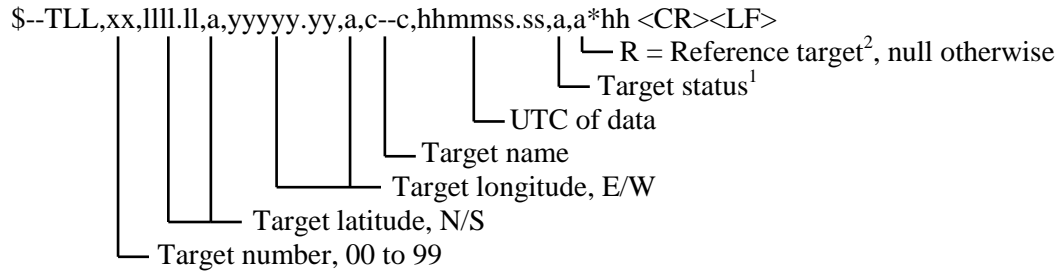 $--TLL,xx,llll.ll,a,yyyyy.yy,a,c--c,hhmmss.ss,a,a*hh <CR><LF>
R = Reference target², null otherwise
Target status¹
UTC of data
Target name
Target longitude, E/W
Target latitude, N/S
Target number, 00 to 99